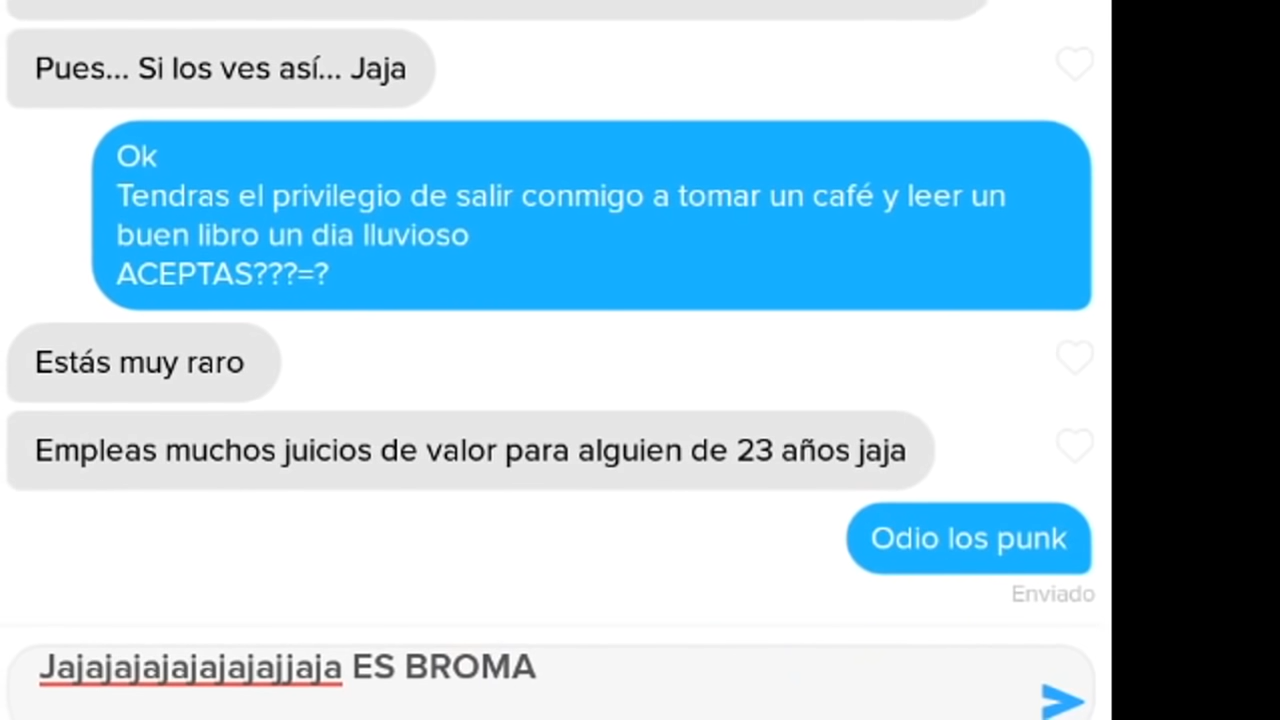 Pues... Si los ves así... Jaja
Ok
Tendras el privilegio de salir conmigo a tomar un café y leer un
buen libro un dia lluvioso
ACEPTAS???=?
Estás muy raro
Empleas muchos juicios de valor para alguien de 23 años jaja
Odio los punk
Enviado
Jajajajajajajajajjaja ES BROMA